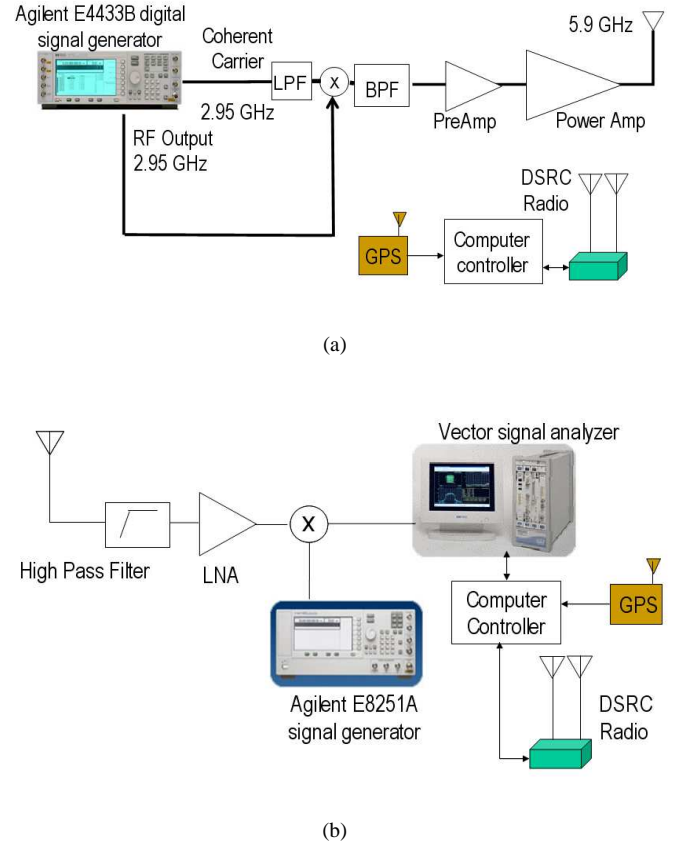 Agilent E4433B digital
signal generator
Coherent
Carrier
LPF
X
BPF
5.9 GHz
2.95 GHz
PreAmp
Power Amp
RF Output
2.95 GHz
DSRC
Radio
GPS
Computer
controller
(a)
Vector signal analyzer
X
High Pass Filter
LNA
Computer
Controller
GPS
Agilent E8251A
signal generator
DSRC
Radio
(b)